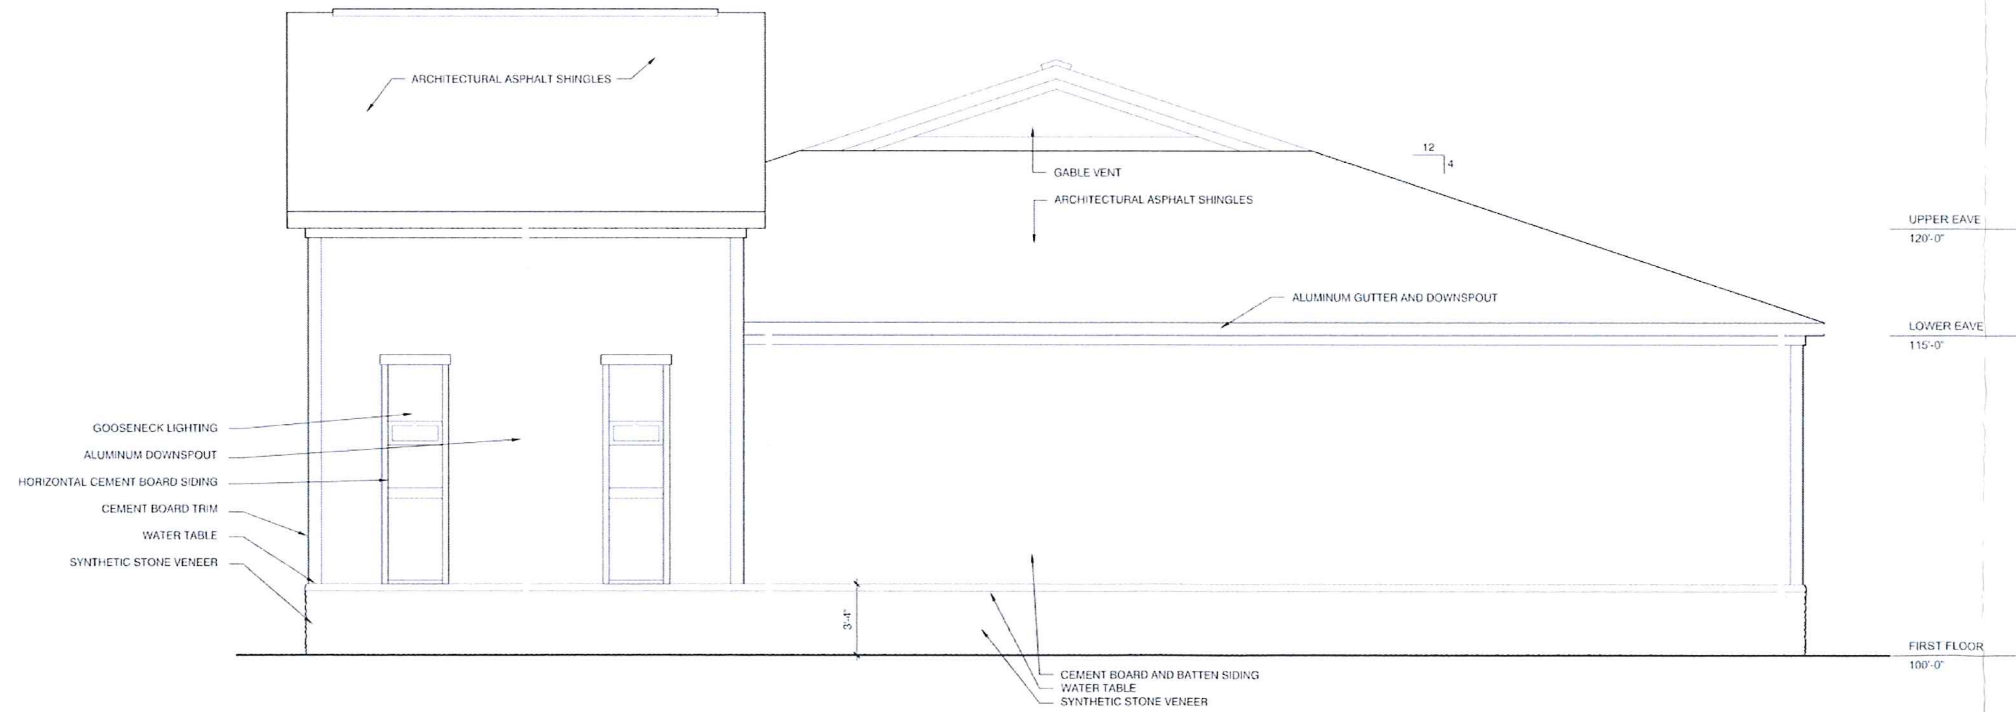 ARCHITECTURAL ASPHALT SHINGLES
GABLE VENT
ARCHITECTURAL ASPHALT SHINGLES
12
4
UPPER EAVE
120'-0"
ALUMINUM GUTTER AND DOWNSPOUT
LOWER EAVE
115'-0"
GOOSENECK LIGHTING
ALUMINUM DOWNSPOUT
HORIZONTAL CEMENT BOARD SIDING
CEMENT BOARD TRIM
WATER TABLE
SYNTHETIC STONE VENEER
3'-4"
FIRST FLOOR
100'-0"
CEMENT BOARD AND BATTEN SIDING
WATER TABLE
SYNTHETIC STONE VENEER